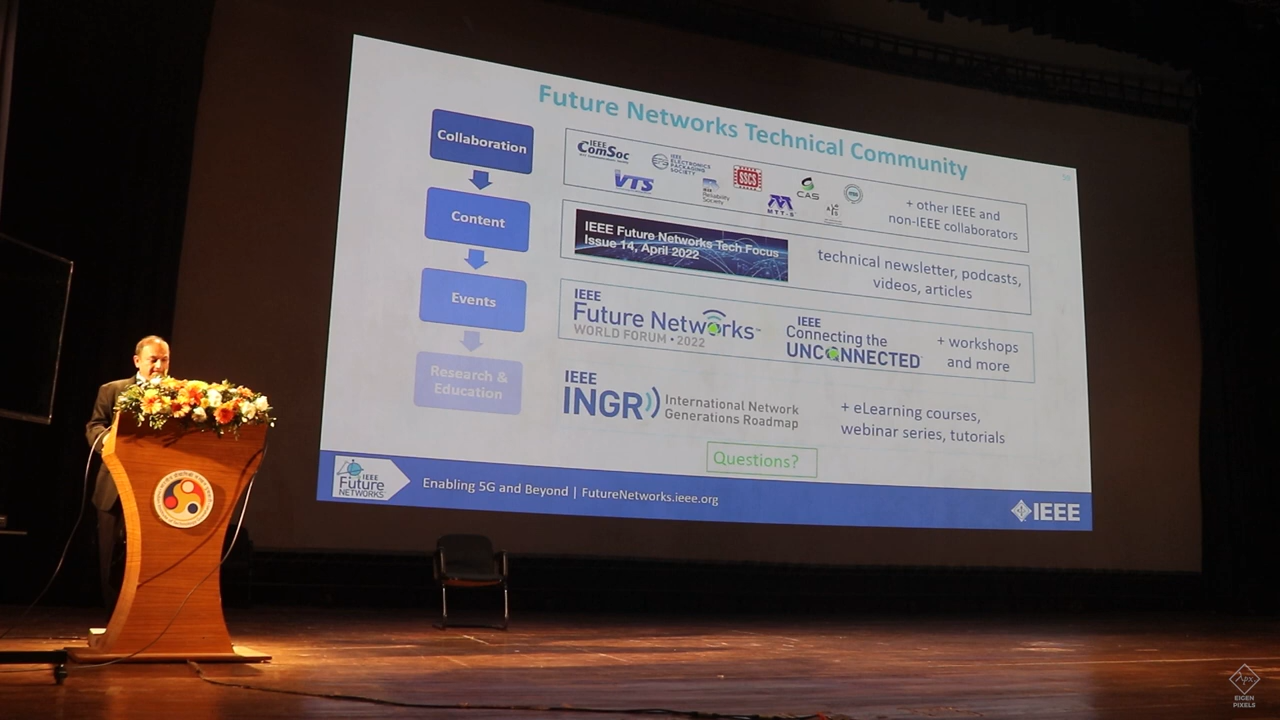 Future Networks Technical Community
39
Collaboration
IEEE
ComSoc
IEEE
ELECTRONICS
PACKAGING
SOCIETY
EPS
SSCS
CAS
VTS
Reliability
Society
MTT-S
+ other IEEE and
non-IEEE collaborators
Content
IEEE Future Networks Tech Focus
Issue 14, April 2022
technical newsletter, podcasts,
videos, articles
Events
IEEE
Future Networks™
WORLD FORUM • 2022
IEEE
Connecting the
UNCONNECTED
+ workshops
and more
Research &
Education
IEEE
INGR
International Network
Generations Roadmap
+ eLearning courses,
webinar series, tutorials
Questions?
IEEE
Future
NETWORKS
Enabling 5G and Beyond | FutureNetworks.ieee.org
IEEE
EIGEN
PIXELS